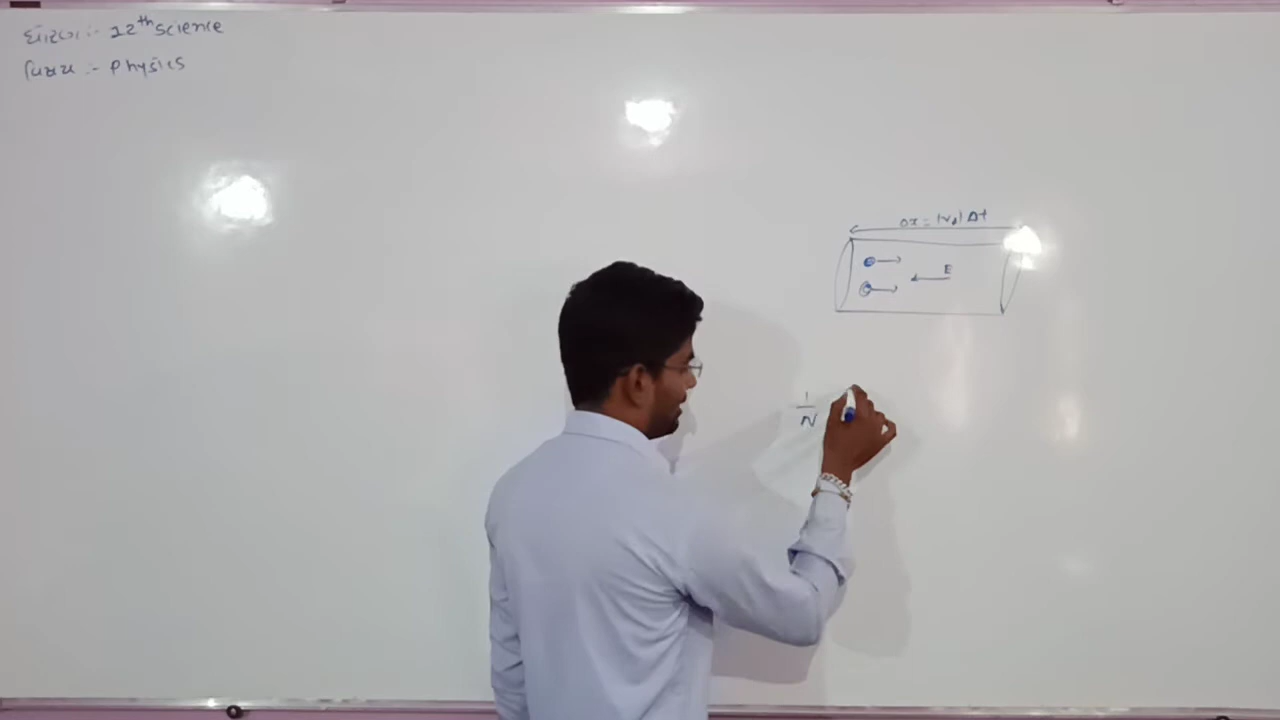 ધોરણ :- 12th science
વિષય :- physics
Δx = |vd| Δt
E
1
N